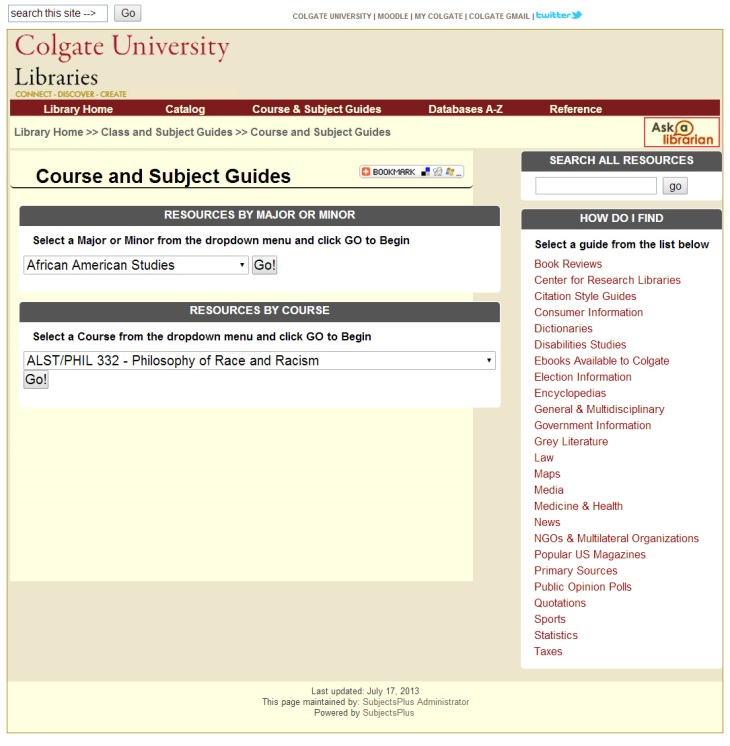 search this site --> Go
COLGATE UNIVERSITY | MOODLE | MY COLGATE | COLGATE GMAIL | twitter
Colgate University
Libraries
CONNECT - DISCOVER - CREATE
Library Home Catalog Course & Subject Guides Databases A-Z Reference
Library Home >> Class and Subject Guides >> Course and Subject Guides
Ask a librarian
Course and Subject Guides
BOOKMARK
RESOURCES BY MAJOR OR MINOR
Select a Major or Minor from the dropdown menu and click GO to Begin
African American Studies Go!
RESOURCES BY COURSE
Select a Course from the dropdown menu and click GO to Begin
ALST/PHIL 332 - Philosophy of Race and Racism
Go!
SEARCH ALL RESOURCES
go
HOW DO I FIND
Select a guide from the list below
Book Reviews
Center for Research Libraries
Citation Style Guides
Consumer Information
Dictionaries
Disabilities Studies
Ebooks Available to Colgate
Election Information
Encyclopedias
General & Multidisciplinary
Government Information
Grey Literature
Law
Maps
Media
Medicine & Health
News
NGOs & Multilateral Organizations
Popular US Magazines
Primary Sources
Public Opinion Polls
Quotations
Sports
Statistics
Taxes
Last updated: July 17, 2013
This page maintained by: SubjectsPlus Administrator
Powered by SubjectsPlus